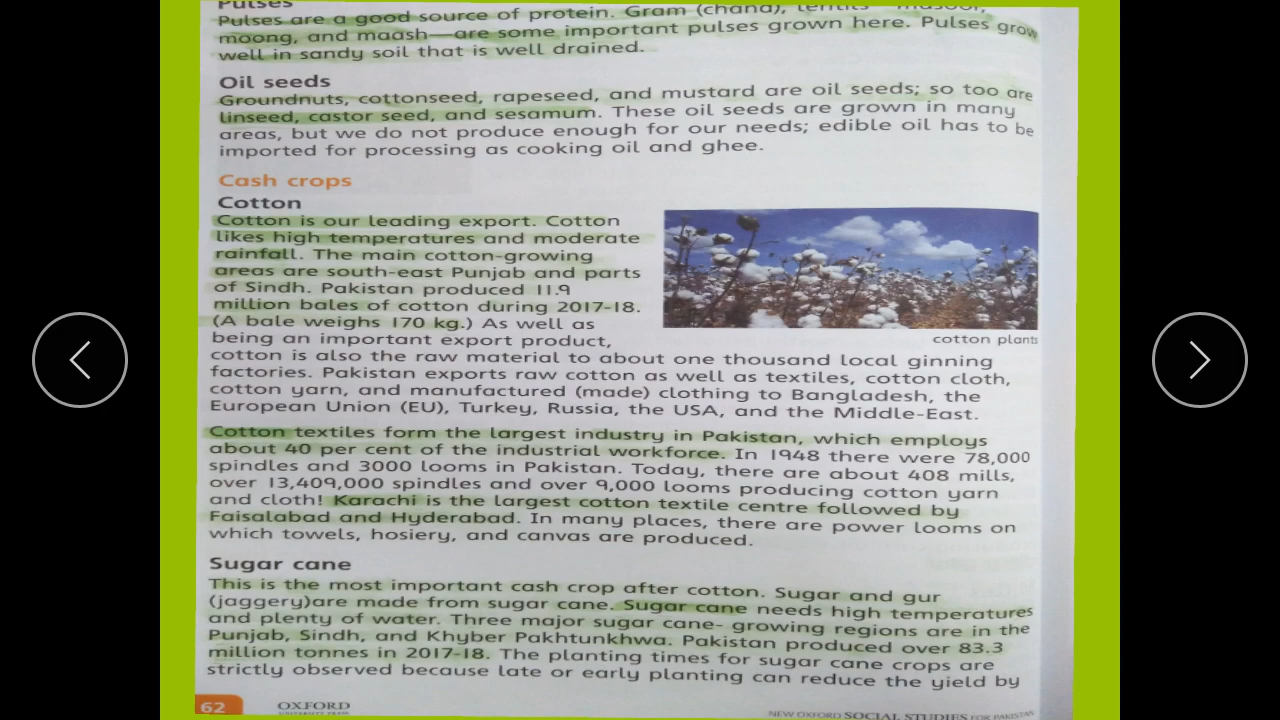 Pulses
Pulses are a good source of protein. Gram (chana), lentils—masoor,
moong, and maash—are some important pulses grown here. Pulses grow
well in sandy soil that is well drained.
Oil seeds
Groundnuts, cottonseed, rapeseed, and mustard are oil seeds; so too are
linseed, castor seed, and sesamum. These oil seeds are grown in many
areas, but we do not produce enough for our needs; edible oil has to be
imported for processing as cooking oil and ghee.
Cash crops
Cotton
Cotton is our leading export. Cotton
likes high temperatures and moderate
rainfall. The main cotton-growing
areas are south-east Punjab and parts
of Sindh. Pakistan produced 11.9
million bales of cotton during 2017-18.
(A bale weighs 170 kg.) As well as
being an important export product,
cotton plants
cotton is also the raw material to about one thousand local ginning
factories. Pakistan exports raw cotton as well as textiles, cotton cloth,
cotton yarn, and manufactured (made) clothing to Bangladesh, the
European Union (EU), Turkey, Russia, the USA, and the Middle-East.
Cotton textiles form the largest industry in Pakistan, which employs
about 40 per cent of the industrial workforce. In 1948 there were 78,000
spindles and 3000 looms in Pakistan. Today, there are about 408 mills,
over 13,409,000 spindles and over 9,000 looms producing cotton yarn
and cloth! Karachi is the largest cotton textile centre followed by
Faisalabad and Hyderabad. In many places, there are power looms on
which towels, hosiery, and canvas are produced.
Sugar cane
This is the most important cash crop after cotton. Sugar and gur
(jaggery)are made from sugar cane. Sugar cane needs high temperatures
and plenty of water. Three major sugar cane- growing regions are in the
Punjab, Sindh, and Khyber Pakhtunkhwa. Pakistan produced over 83.3
million tonnes in 2017-18. The planting times for sugar cane crops are
strictly observed because late or early planting can reduce the yield by
62
OXFORD
UNIVERSITY PRESS
NEW OXFORD SOCIAL STUDIES FOR PAKISTAN